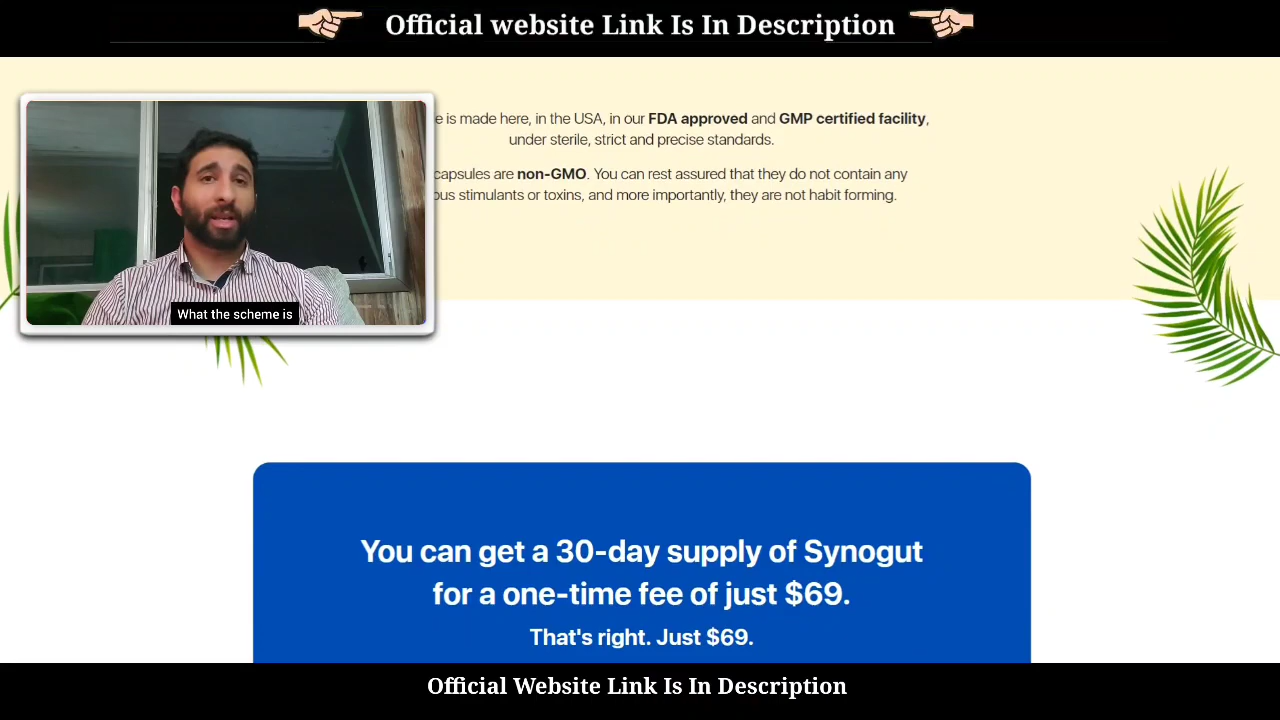 Official website Link Is In Description
e is made here, in the USA, in our FDA approved and GMP certified facility,
under sterile, strict and precise standards.
capsules are non-GMO. You can rest assured that they do not contain any
ous stimulants or toxins, and more importantly, they are not habit forming.
What the scheme is
You can get a 30-day supply of Synogut
for a one-time fee of just $69.
That's right. Just $69.
Official Website Link Is In Description